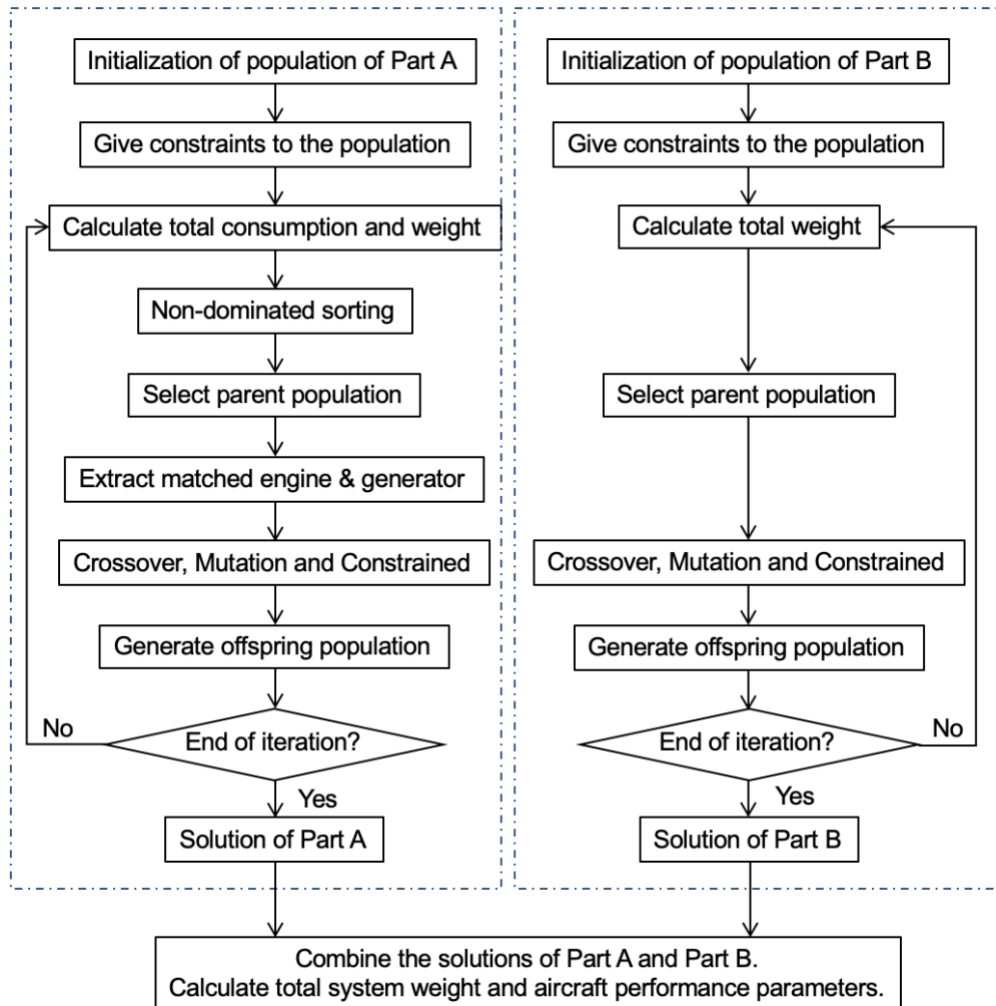 Initialization of population of Part A
Give constraints to the population
Calculate total consumption and weight
Non-dominated sorting
Select parent population
Extract matched engine & generator
Crossover, Mutation and Constrained
Generate offspring population
No
End of iteration?
Yes
Solution of Part A
Initialization of population of Part B
Give constraints to the population
Calculate total weight
Select parent population
Crossover, Mutation and Constrained
Generate offspring population
End of iteration?
No
Yes
Solution of Part B
Combine the solutions of Part A and Part B.
Calculate total system weight and aircraft performance parameters.